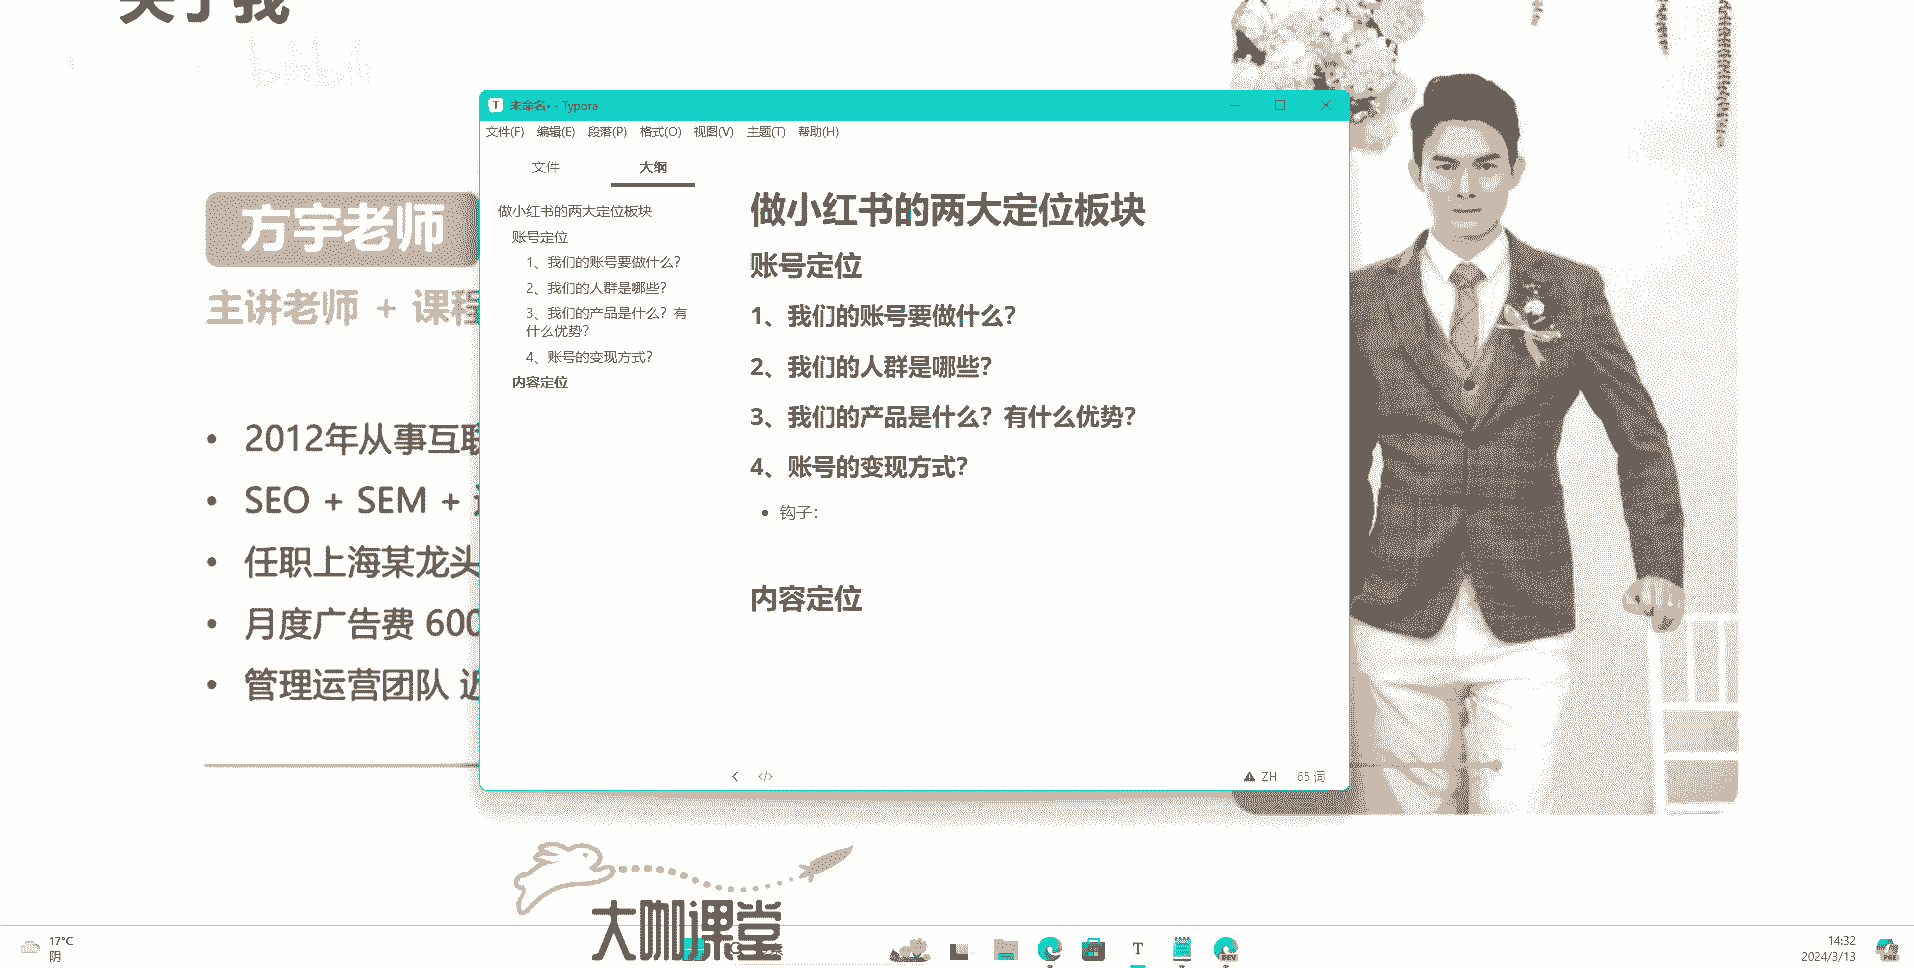 关于我
未命名• - Typora
文件(F) 编辑(E) 段落(P) 格式(O) 视图(V) 主题(T) 帮助(H)
文件 大纲
做小红书的两大定位板块
账号定位
1、我们的账号要做什么？
2、我们的人群是哪些？
3、我们的产品是什么？有
什么优势？
4、账号的变现方式？
内容定位
做小红书的两大定位板块
账号定位
1、我们的账号要做什么？
2、我们的人群是哪些？
3、我们的产品是什么？有什么优势？
4、账号的变现方式？
钩子：
内容定位
ZH 65 词
方宇老师
主讲老师 + 课程
2012年从事互联
SEO + SEM +
任职上海某龙头
月度广告费 600
管理运营团队 近
大咖课堂
17°C
阴
14:32
2024/3/13